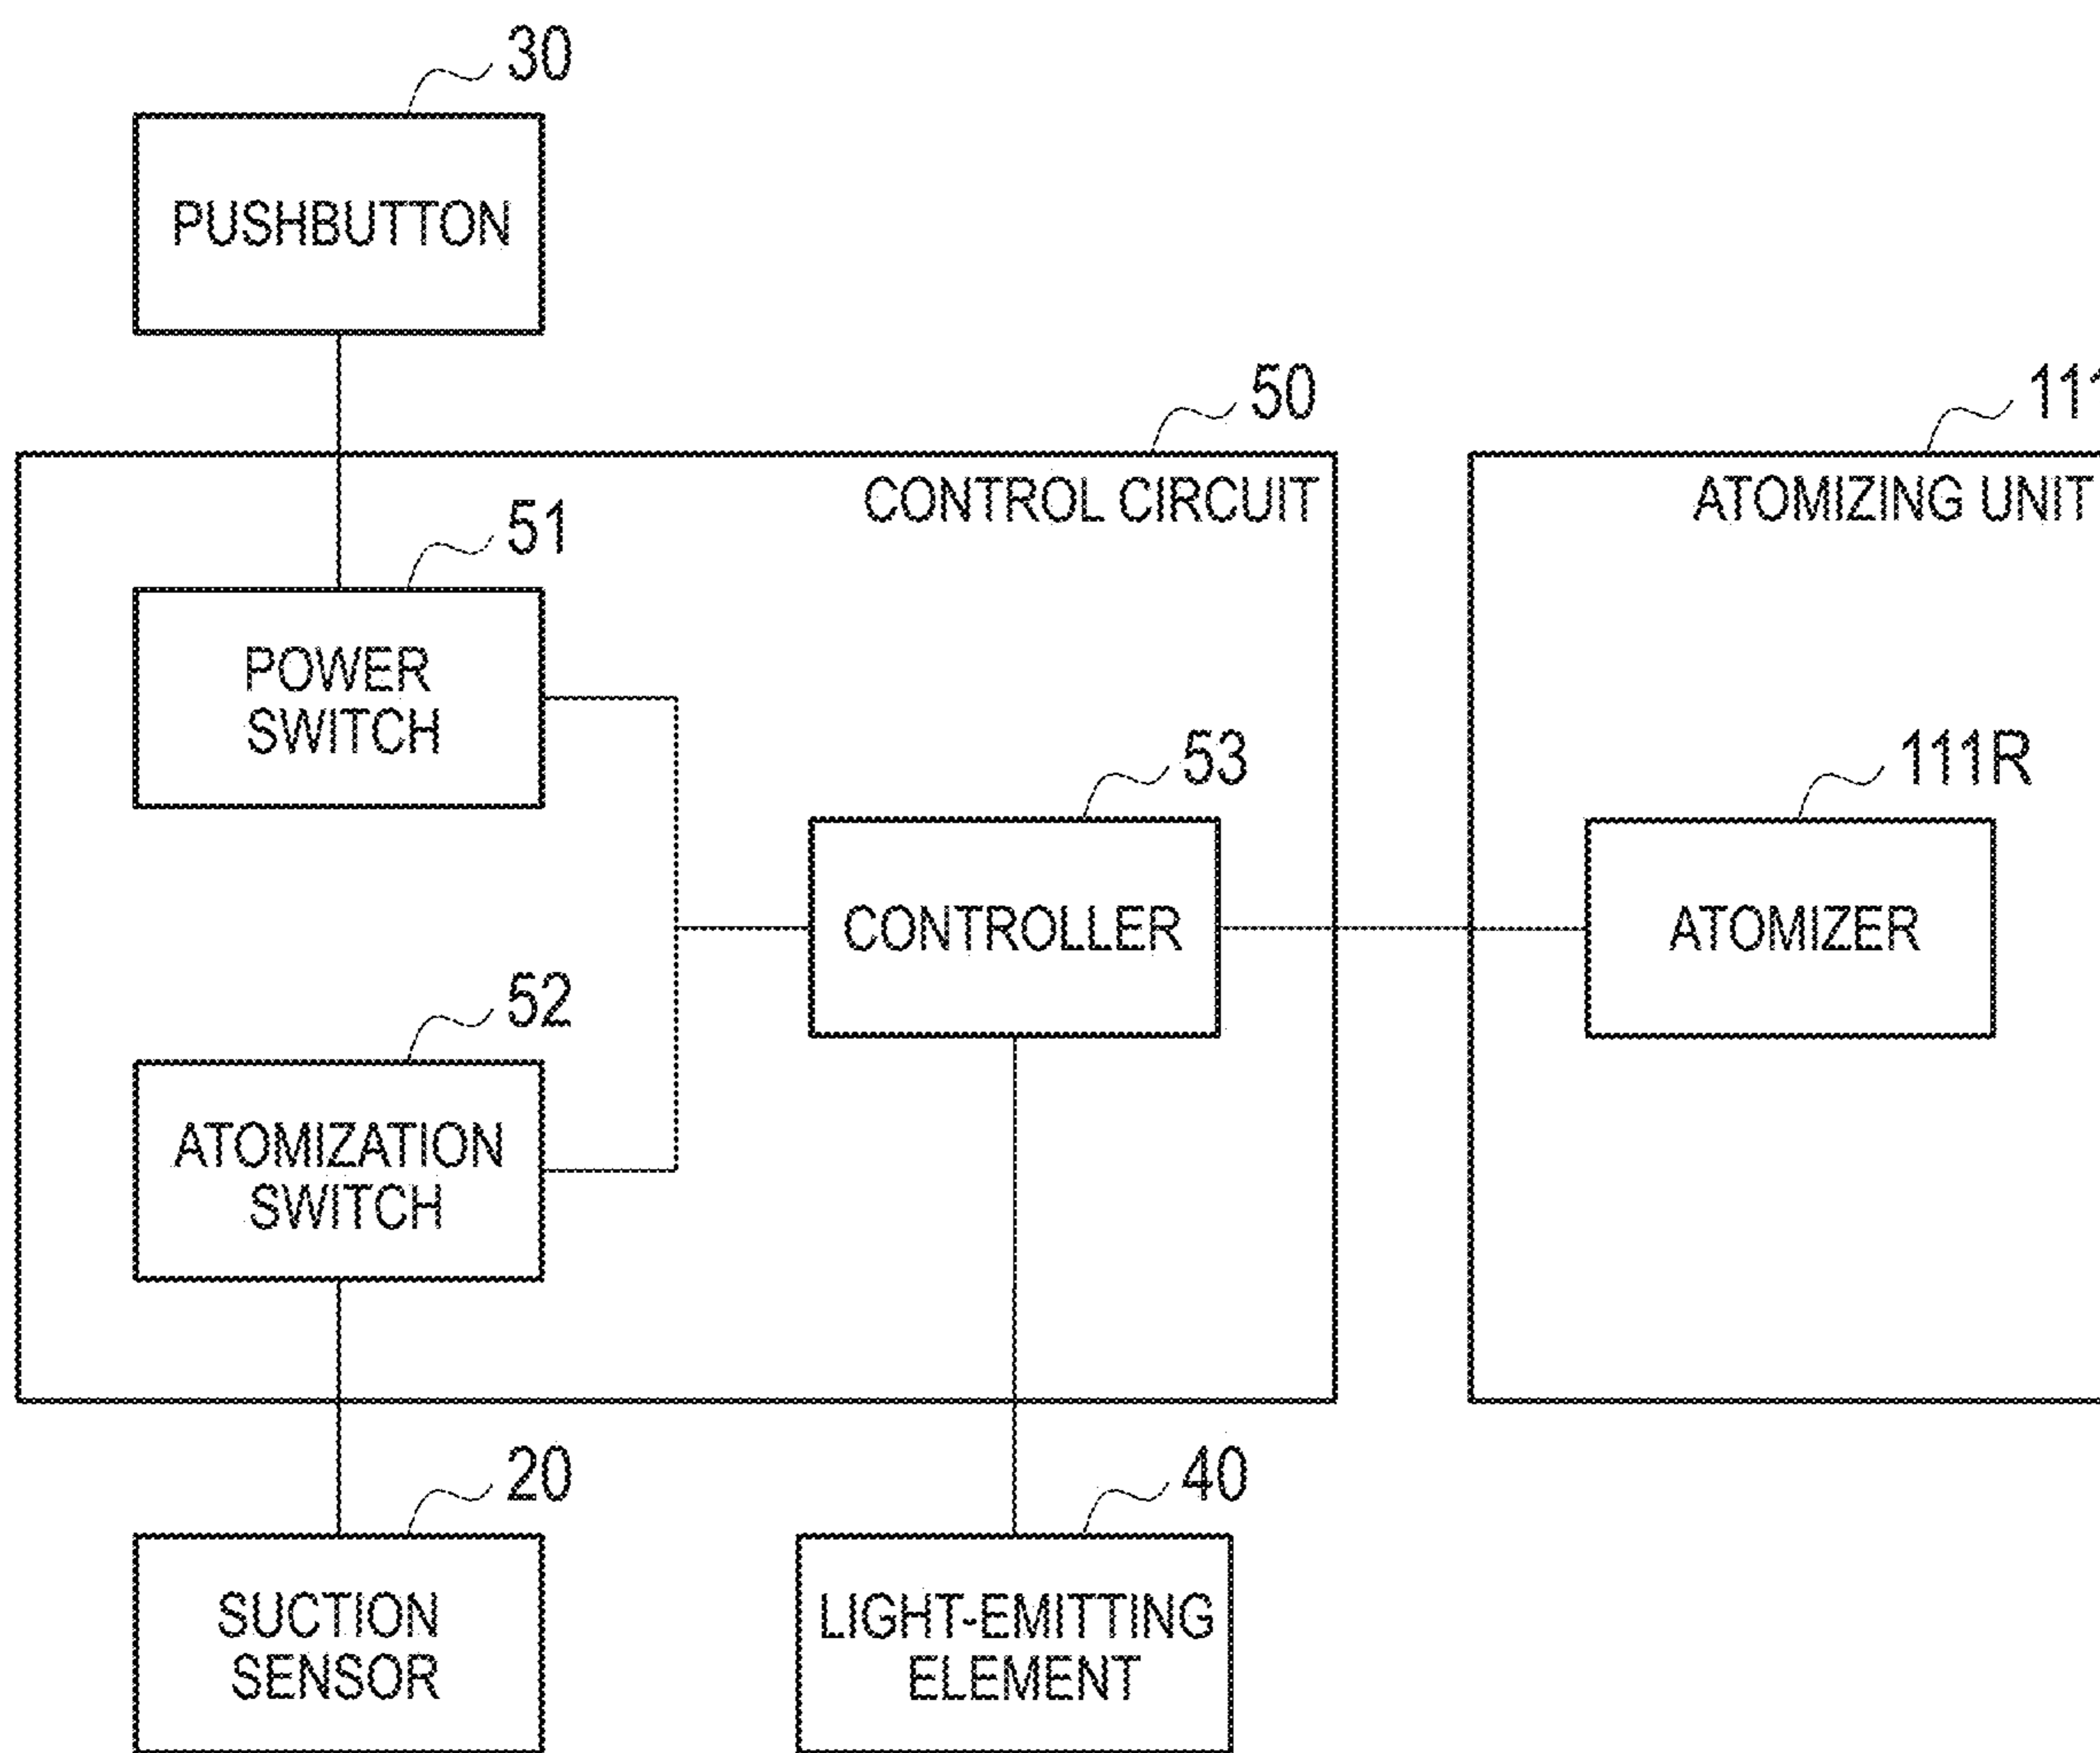 30
PUSHBUTTON
50
111
CONTROL CIRCUIT
ATOMIZING UNIT
51
POWER
SWITCH
53
111R
CONTROLLER
ATOMIZER
52
ATOMIZATION
SWITCH
20
40
SUCTION
SENSOR
LIGHT-EMITTING
ELEMENT